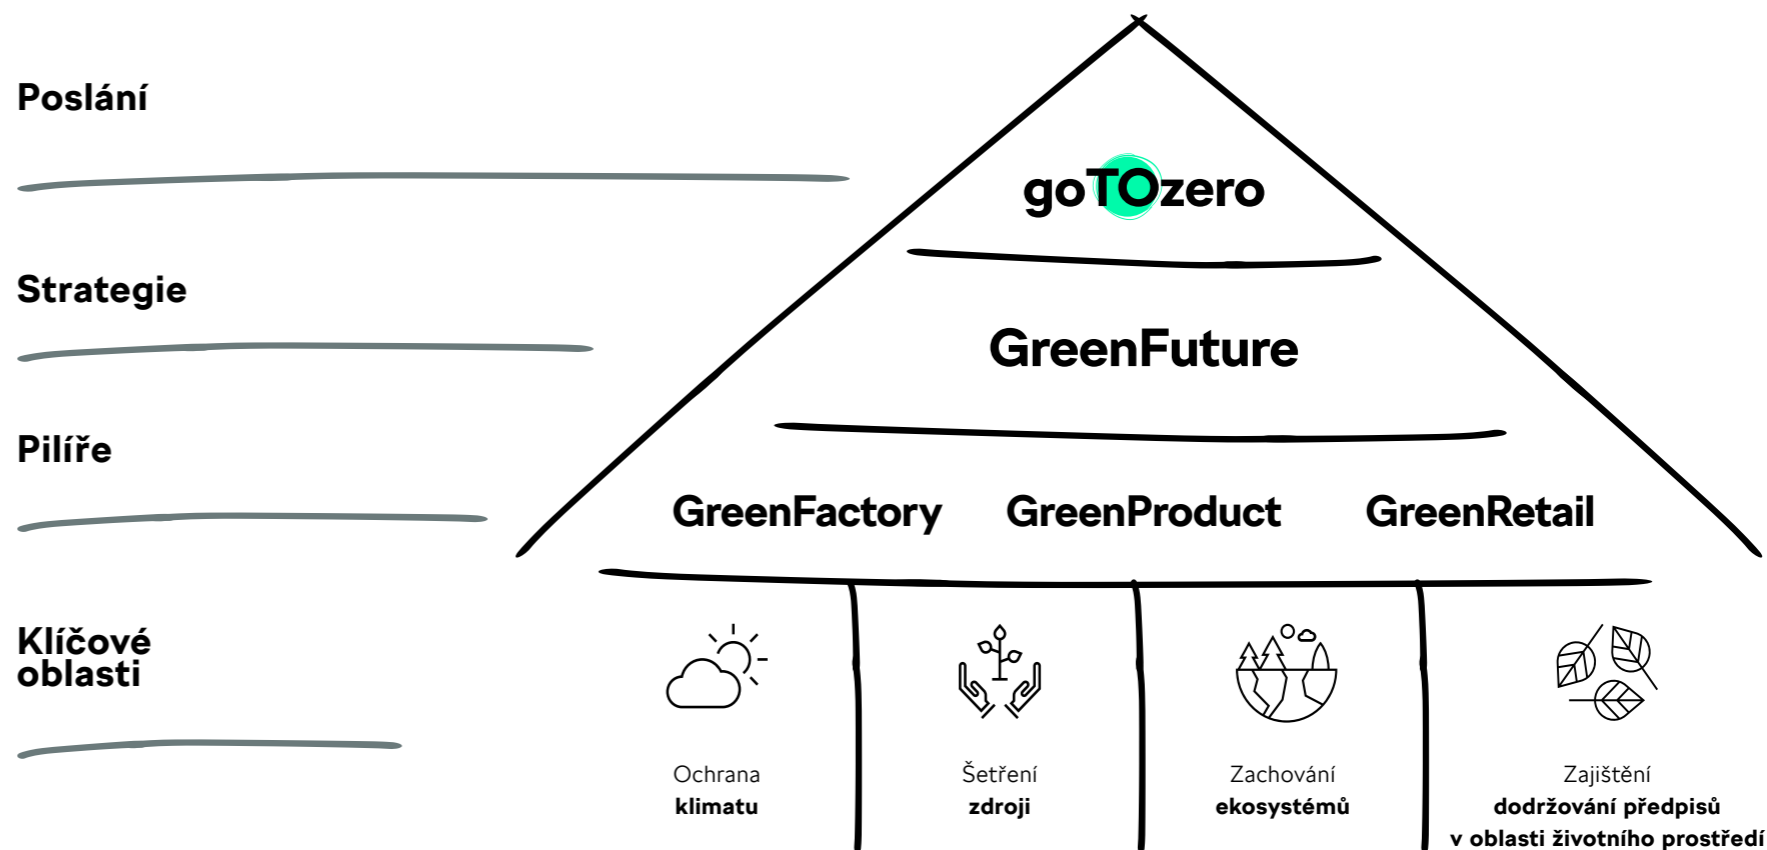 Poslání
goTOzero
Strategie
GreenFuture
Pilíře
GreenFactory GreenProduct GreenRetail
Klíčové
oblasti
Ochrana
klimatu
Šetření
zdroji
Zachování
ekosystémů
Zajištění
dodržování předpisů
v oblasti životního prostředí